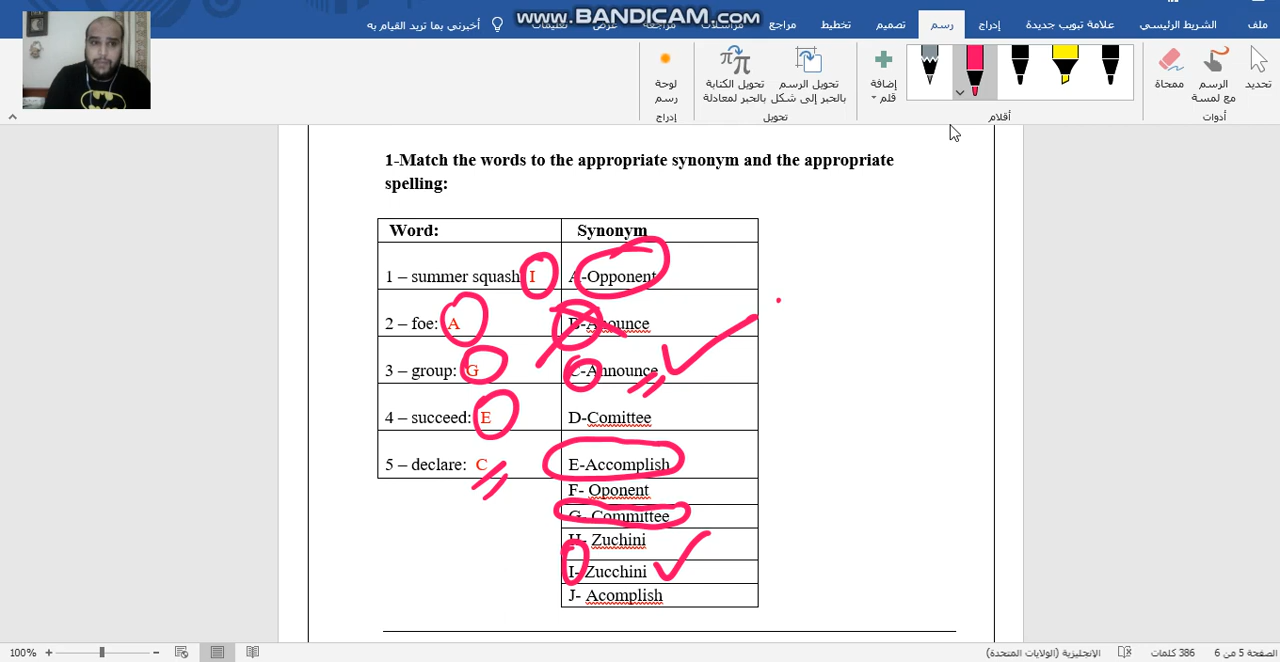 www.BANDICAM.com
ملف
الشريط الرئيسي
علامة تبويب جديدة
إدراج
رسم
تصميم
تخطيط
مراجع
مراسلات
مراجعة
عرض
تعليمات
أخبرني بما تريد القيام به
تحديد
الرسم
مع لمسة
ممحاة
أدوات
أقلام
إضافة
قلم
تحويل الرسم
بالحبر إلى شكل
تحويل الكتابة
بالحبر لمعادلة
تحويل
لوحة
رسم
إدراج
1-Match the words to the appropriate synonym and the appropriate
spelling:
Word: Synonym
1 – summer squash I A-Opponent
2 – foe: A B-Anounce
3 – group: G C-Announce
4 – succeed: E D-Comittee
5 – declare: C E-Accomplish
F- Oponent
G- Committee
H- Zuchini
I- Zucchini
J- Acomplish
الصفحة 5 من 6
386 كلمات
الإنجليزية (الولايات المتحدة)
100%